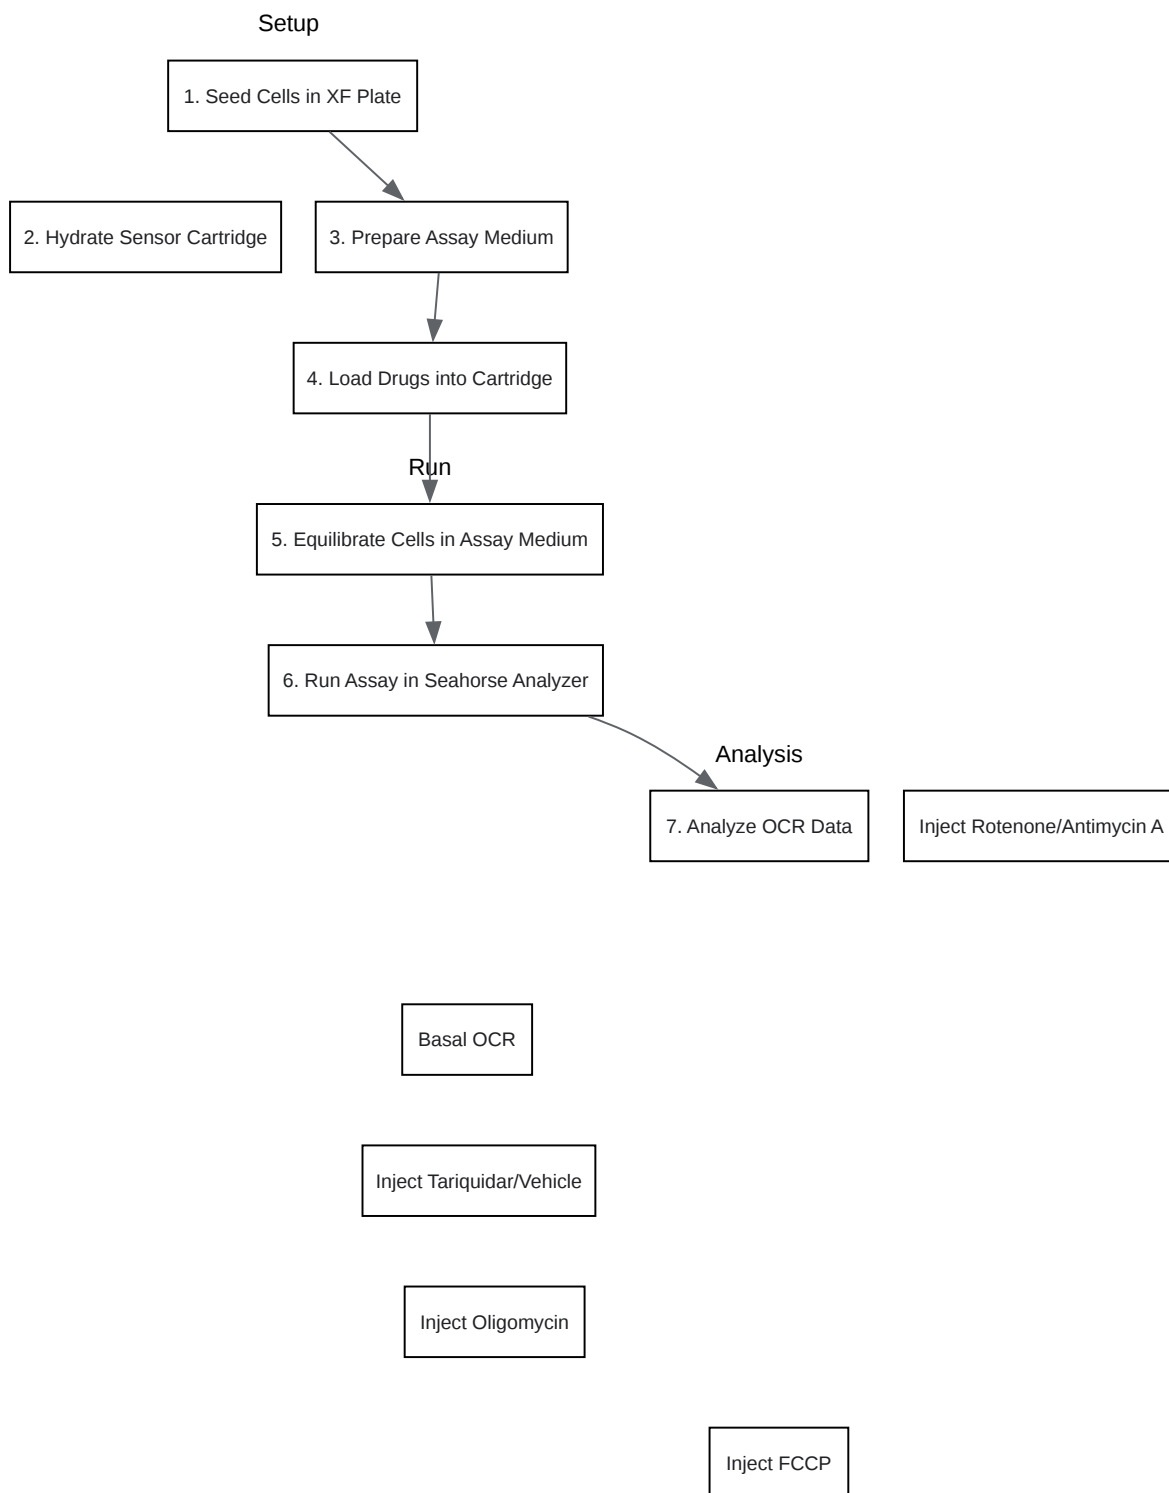 Setup
1. Seed Cells in XF Plate
2. Hydrate Sensor Cartridge
3. Prepare Assay Medium
4. Load Drugs into Cartridge
Run
5. Equilibrate Cells in Assay Medium
6. Run Assay in Seahorse Analyzer
Analysis
7. Analyze OCR Data
Inject Rotenone/Antimycin A
Basal OCR
Inject Tariquidar/Vehicle
Inject Oligomycin
Inject FCCP